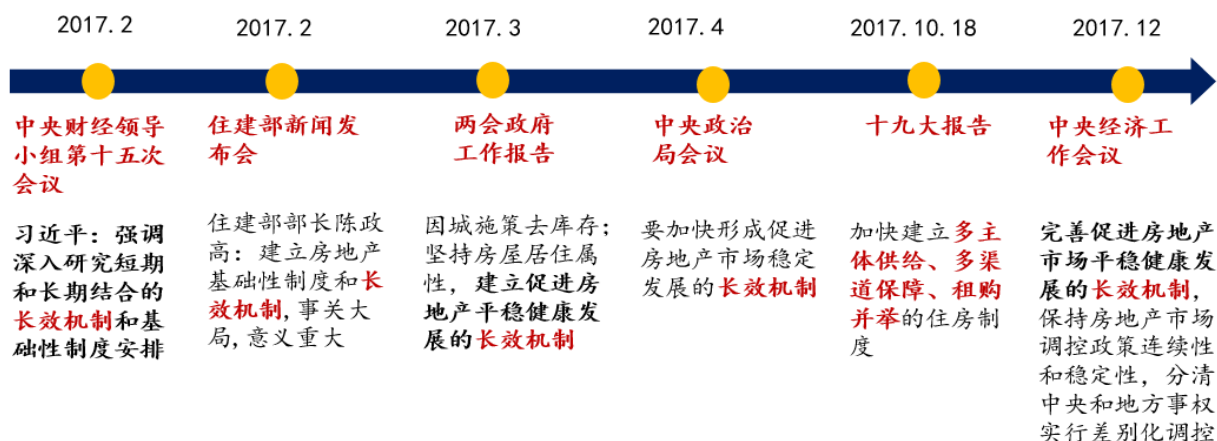 2017. 2
2017. 2
2017. 3
2017. 4
2017. 10. 18
2017. 12
中央财经领导
小组第十五次
会议
住建部新闻发
布会
两会政府
工作报告
中央政治
局会议
十九大报告
中央经济工
作会议
习近平：强调
深入研究短期
和长期结合的
长效机制和基
础性制度安排
住建部部长陈政
高：建立房地产
基础性制度和长
效机制，事关大
局，意义重大
因城施策去库存；
坚持房屋居住属
性，建立促进房
地产平稳健康发
展的长效机制
要加快形成促进
房地产市场稳定
发展的长效机制
加快建立多主
体供给、多渠
道保障、租购
并举的住房制
度
完善促进房地产
市场平稳健康发
展的长效机制，
保持房地产市场
调控政策连续性
和稳定性，分清
中央和地方事权
实行差别化调控